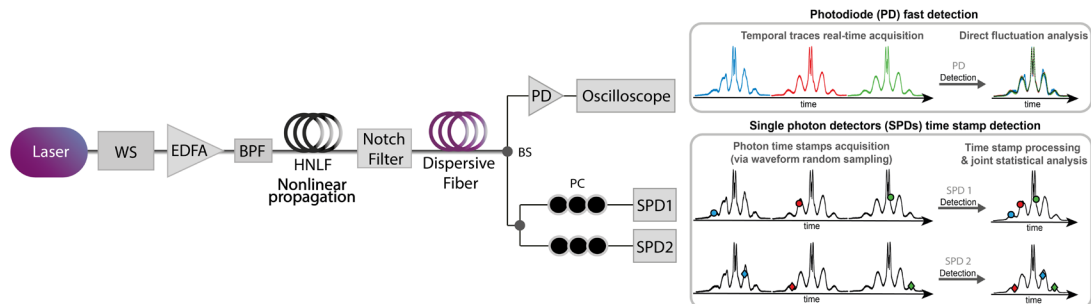 Laser
WS
EDFA
BPF
HNLF
Nonlinear
propagation
Notch
Filter
Dispersive
Fiber
BS
PD
Oscilloscope
PC
SPD1
SPD2
Photodiode (PD) fast detection
Temporal traces real-time acquisition
Direct fluctuation analysis
PD
Detection
time
time
Single photon detectors (SPDs) time stamp detection
Photon time stamps acquisition
(via waveform random sampling)
Time stamp processing
& joint statistical analysis
SPD 1
Detection
time
time
SPD 2
Detection
time
time